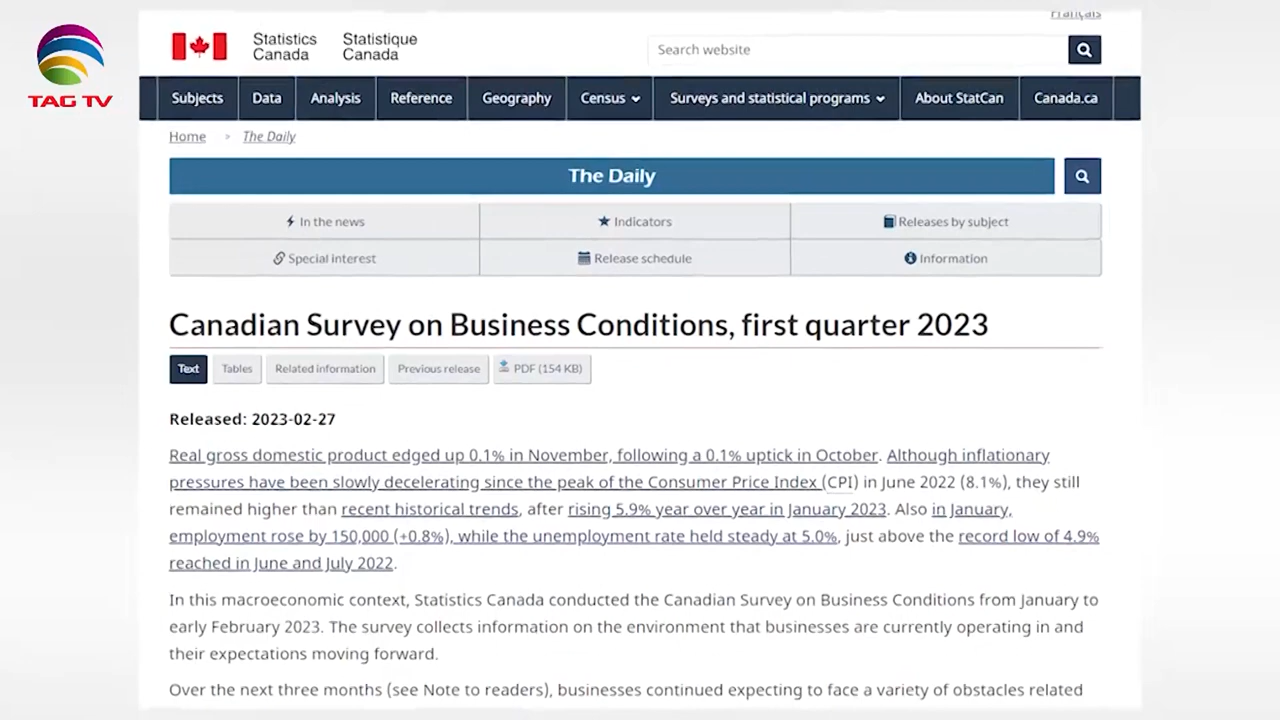 Français
TAG TV
Statistics Canada
Statistique Canada
Search website
Subjects
Data
Analysis
Reference
Geography
Census
Surveys and statistical programs
About StatCan
Canada.ca
Home > The Daily
The Daily
In the news
Indicators
Releases by subject
Special interest
Release schedule
Information
Canadian Survey on Business Conditions, first quarter 2023
Text
Tables
Related information
Previous release
PDF (154 KB)
Released: 2023-02-27
Real gross domestic product edged up 0.1% in November, following a 0.1% uptick in October. Although inflationary
pressures have been slowly decelerating since the peak of the Consumer Price Index (CPI) in June 2022 (8.1%), they still
remained higher than recent historical trends, after rising 5.9% year over year in January 2023. Also in January,
employment rose by 150,000 (+0.8%), while the unemployment rate held steady at 5.0%, just above the record low of 4.9%
reached in June and July 2022.
In this macroeconomic context, Statistics Canada conducted the Canadian Survey on Business Conditions from January to
early February 2023. The survey collects information on the environment that businesses are currently operating in and
their expectations moving forward.
Over the next three months (see Note to readers), businesses continued expecting to face a variety of obstacles related